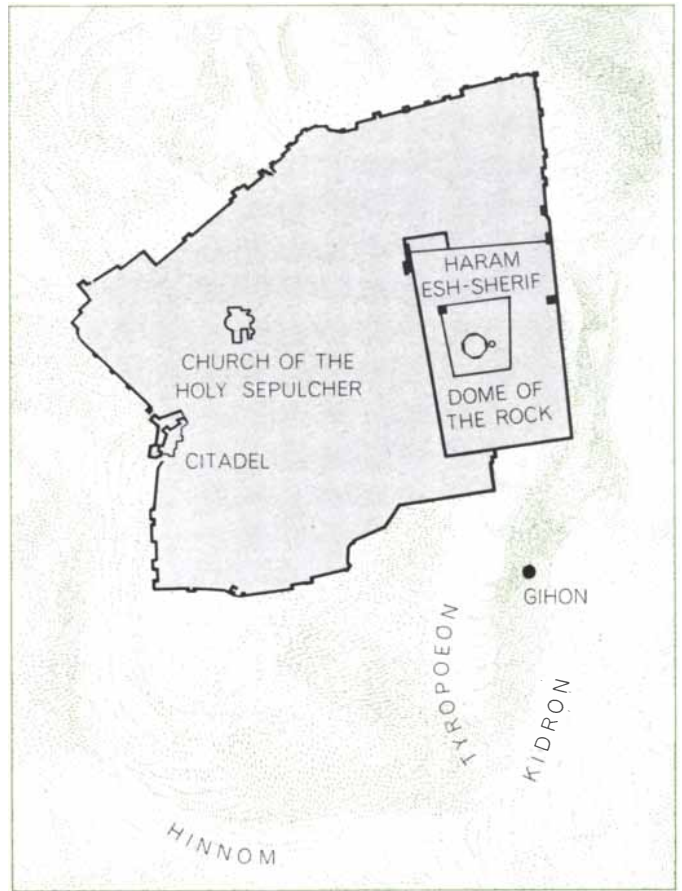 HARAM
ESH-SHERIF
CHURCH OF THE
HOLY SEPULCHER
DOME OF
THE ROCK
CITADEL
GIHON
TYROPOEON
KIDRON
HINNOM